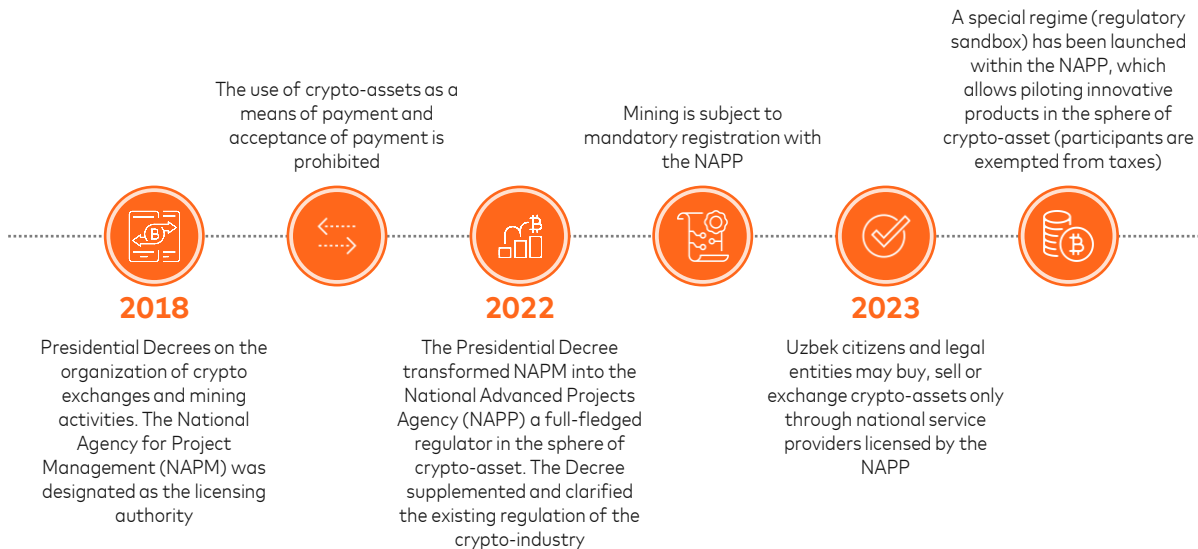 The use of crypto-assets as a
means of payment and
acceptance of payment is
prohibited
Mining is subject to
mandatory registration with
the NAPP
A special regime (regulatory
sandbox) has been launched
within the NAPP, which
allows piloting innovative
products in the sphere of
crypto-asset (participants are
exempted from taxes)
2018
Presidential Decrees on the
organization of crypto
exchanges and mining
activities. The National
Agency for Project
Management (NAPM) was
designated as the licensing
authority
2022
The Presidential Decree
transformed NAPM into the
National Advanced Projects
Agency (NAPP) a full-fledged
regulator in the sphere of
crypto-asset. The Decree
supplemented and clarified
the existing regulation of the
crypto-industry
2023
Uzbek citizens and legal
entities may buy, sell or
exchange crypto-assets only
through national service
providers licensed by the
NAPP